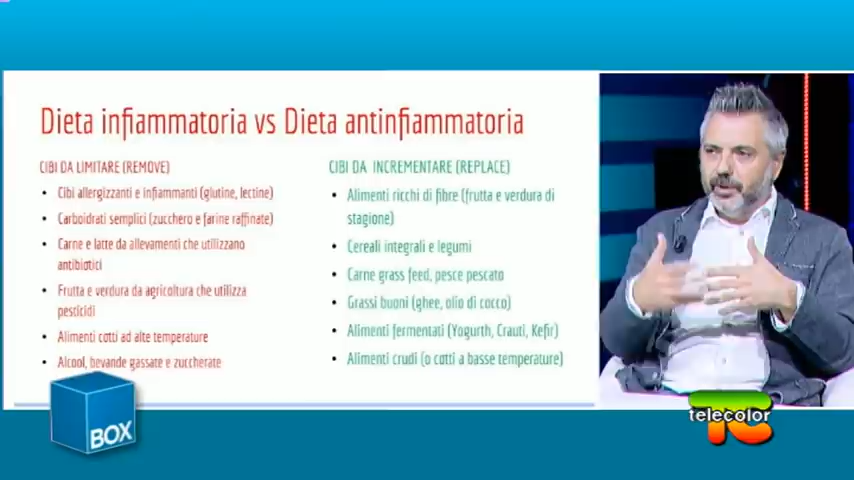 Dieta infiammatoria vs Dieta antinfiammatoria
CIBI DA LIMITARE (REMOVE)
• Cibi allergizzanti e infiammanti (glutine, lectine)
• Carboidrati semplici (zucchero e farine raffinate)
• Carne e latte da allevamenti che utilizzano
antibiotici
• Frutta e verdura da agricoltura che utilizza
pesticidi
• Alimenti cotti ad alte temperature
• Alcool, bevande gassate e zuccherate
CIBI DA INCREMENTARE (REPLACE)
• Alimenti ricchi di fibre (frutta e verdura di
stagione)
• Cereali integrali e legumi
• Carne grass feed, pesce pescato
• Grassi buoni (ghee, olio di cocco)
• Alimenti fermentati (Yogurth, Crauti, Kefir)
• Alimenti crudi (o cotti a basse temperature)
BOX
telecolor
TC